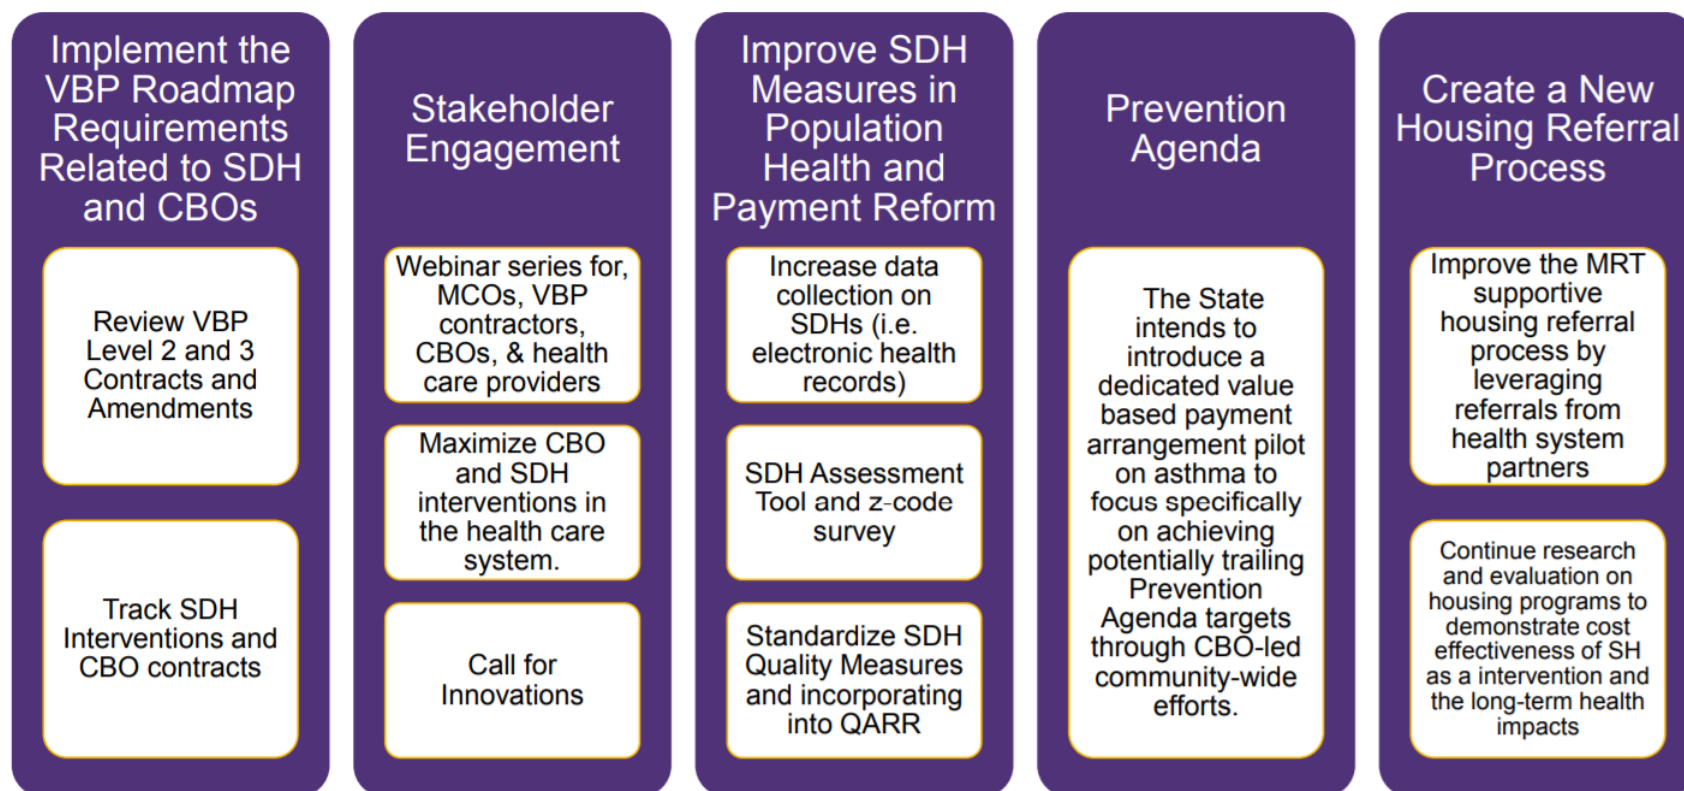 Implement the
VBP Roadmap
Requirements
Related to SDH
and CBOs
Review VBP
Level 2 and 3
Contracts and
Amendments
Track SDH
Interventions and
CBO contracts
Stakeholder
Engagement
Webinar series for,
MCOs, VBP
contractors,
CBOs, & health
care providers
Maximize CBO
and SDH
interventions in
the health care
system.
Call for
Innovations
Improve SDH
Measures in
Population
Health and
Payment Reform
Increase data
collection on
SDHs (i.e.
electronic health
records)
SDH Assessment
Tool and z-code
survey
Standardize SDH
Quality Measures
and incorporating
into QARR
Prevention
Agenda
The State
intends to
introduce a
dedicated value
based payment
arrangement pilot
on asthma to
focus specifically
on achieving
potentially trailing
Prevention
Agenda targets
through CBO-led
community-wide
efforts.
Create a New
Housing Referral
Process
Improve the MRT
supportive
housing referral
process by
leveraging
referrals from
health system
partners
Continue research
and evaluation on
housing programs to
demonstrate cost
effectiveness of SH
as a intervention and
the long-term health
impacts